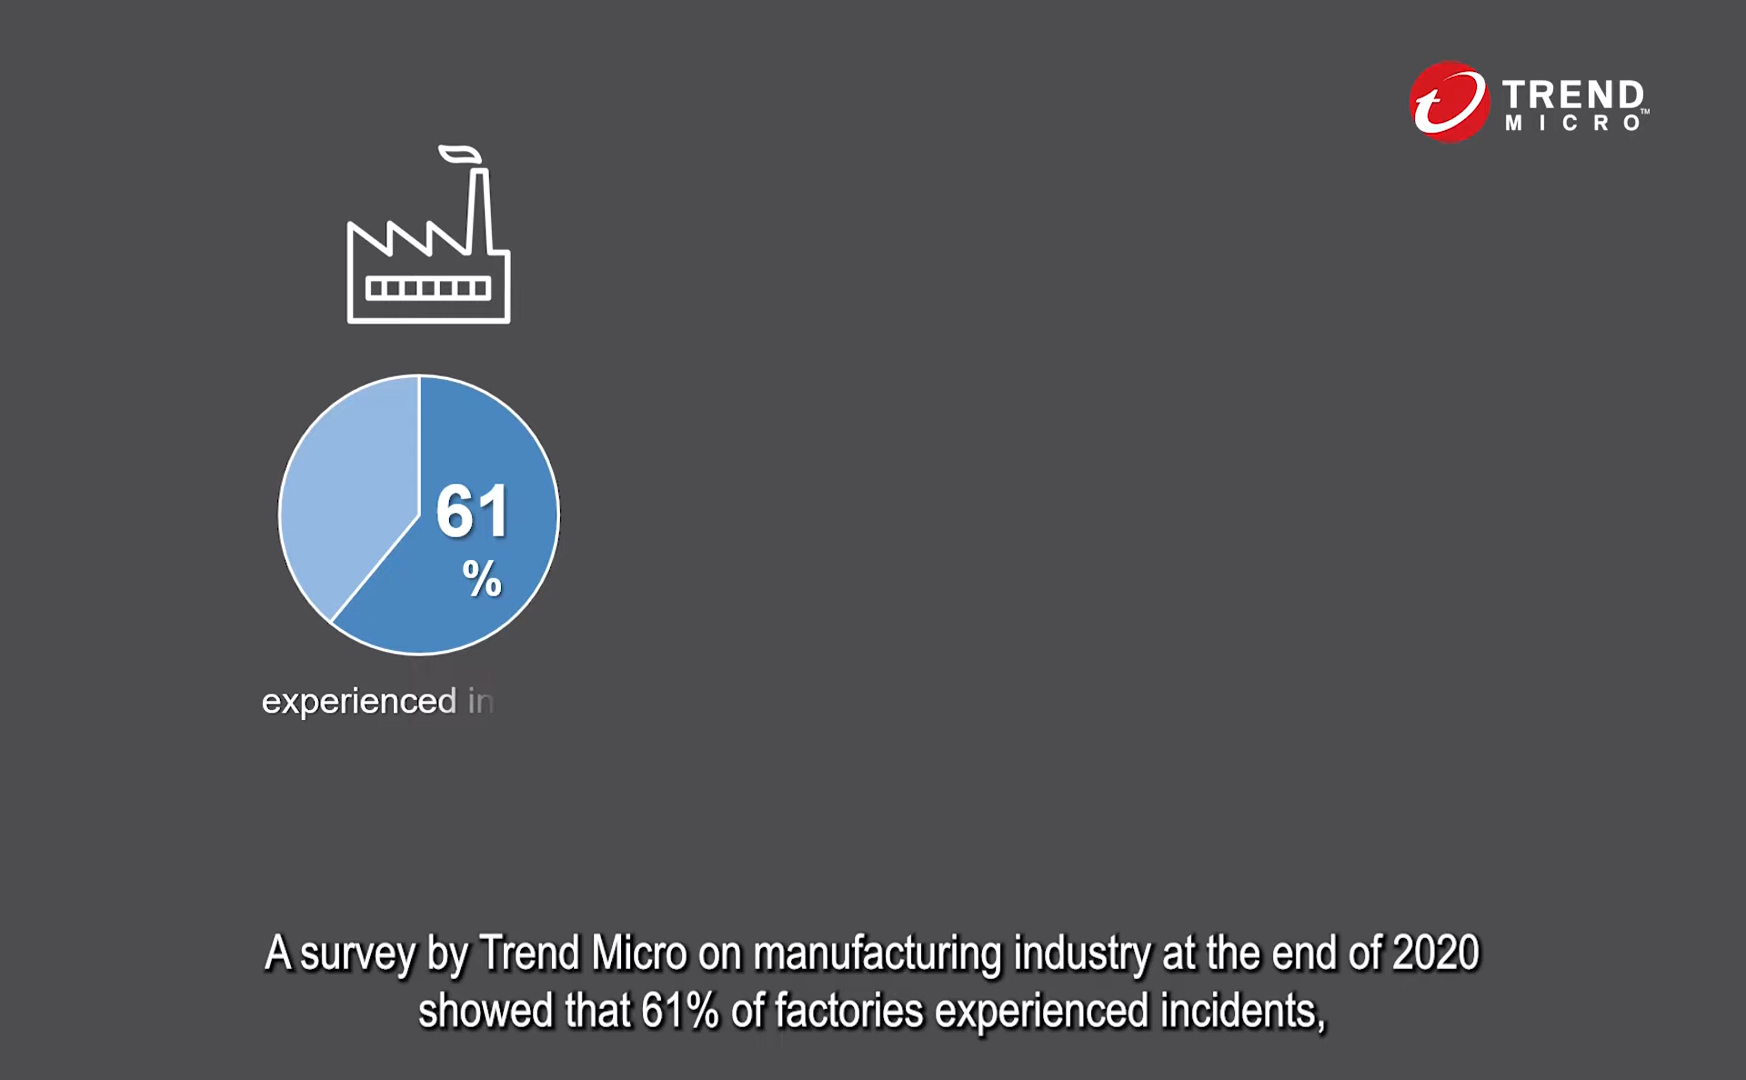 TREND
MICRO™
61
%
experienced in
A survey by Trend Micro on manufacturing industry at the end of 2020
showed that 61% of factories experienced incidents,